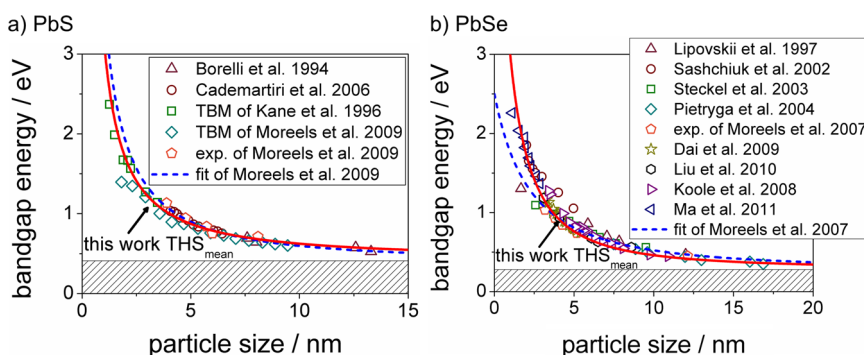 a) PbS
bandgap energy / eV
3
2
1
0
Borelli et al. 1994
Cademartiri et al. 2006
TBM of Kane et al. 1996
TBM of Moreels et al. 2009
exp. of Moreels et al. 2009
fit of Moreels et al. 2009
this work THSmean
0 5 10 15
particle size / nm
b) PbSe
bandgap energy / eV
3
2
1
0
Lipovskii et al. 1997
Sashchiuk et al. 2002
Steckel et al. 2003
Pietryga et al. 2004
exp. of Moreels et al. 2007
Dai et al. 2009
Liu et al. 2010
Koole et al. 2008
Ma et al. 2011
fit of Moreels et al. 2007
this work THSmean
0 5 10 15 20
particle size / nm